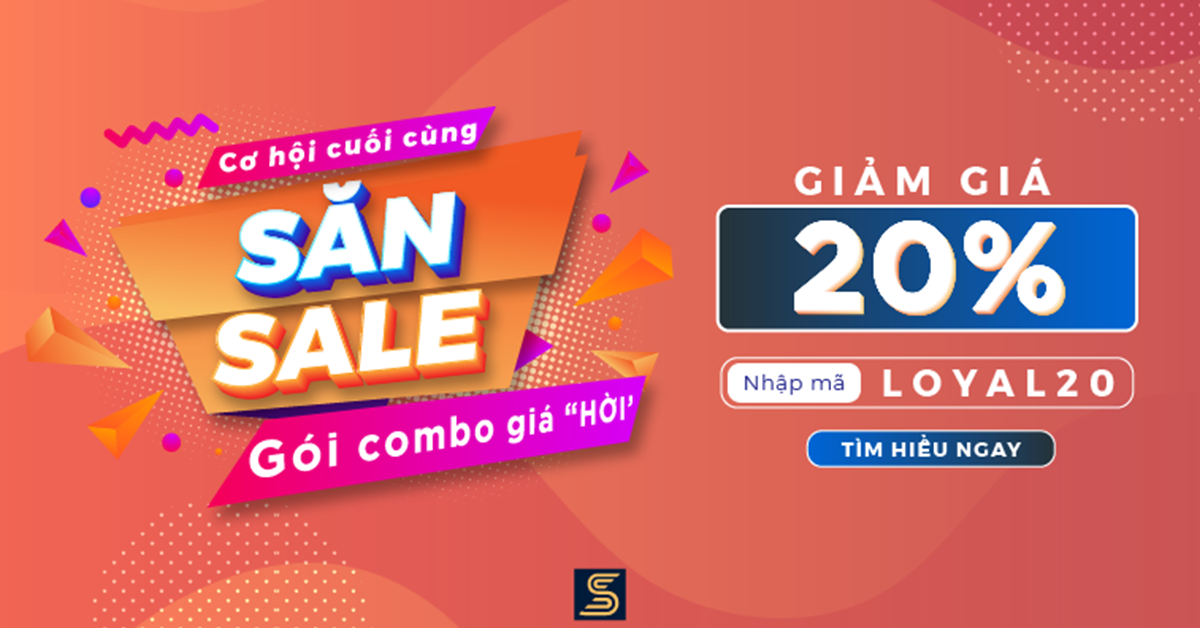 Cơ hội cuối cùng
SĂN
SALE
Gói combo giá “HỜI’
GIẢM GIÁ
20%
Nhập mã LOYAL20
TÌM HIỂU NGAY